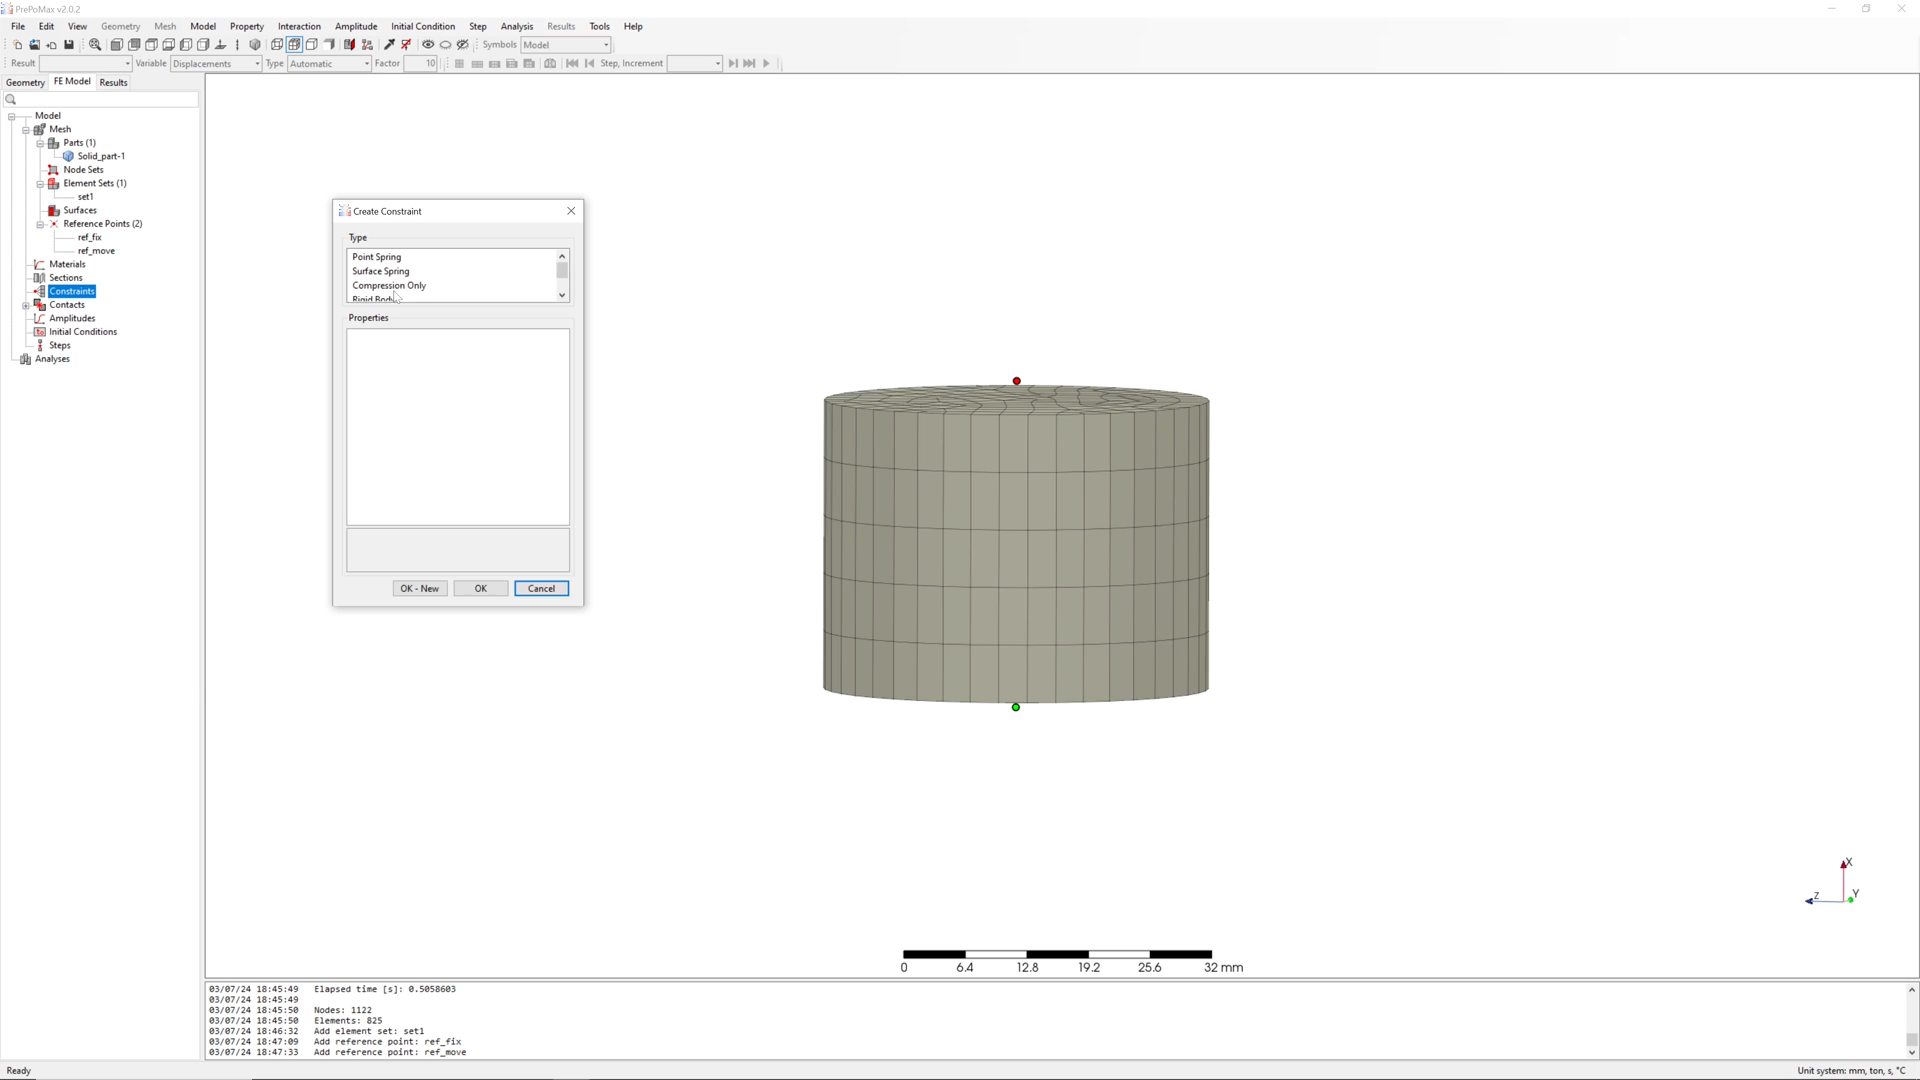 PrePoMax v2.0.2
File Edit View Geometry Mesh Model Property Interaction Amplitude Initial Condition Step Analysis Results Tools Help
Symbols Model
Result Variable Displacements Type Automatic Factor 10 Step, Increment
Geometry FE Model Results
Model
Mesh
Parts (1)
Solid_part-1
Node Sets
Element Sets (1)
set1
Surfaces
Reference Points (2)
ref_fix
ref_move
Materials
Sections
Constraints
Contacts
Amplitudes
Initial Conditions
Steps
Analyses
Create Constraint
Type
Point Spring
Surface Spring
Compression Only
Rigid Body
Properties
OK - New OK Cancel
X
Y
Z
0 6.4 12.8 19.2 25.6 32 mm
03/07/24 18:45:49 Elapsed time [s]: 0.5058603
03/07/24 18:45:49
03/07/24 18:45:50 Nodes: 1122
03/07/24 18:45:50 Elements: 825
03/07/24 18:46:32 Add element set: set1
03/07/24 18:47:09 Add reference point: ref_fix
03/07/24 18:47:33 Add reference point: ref_move
Ready Unit system: mm, ton, s, °C